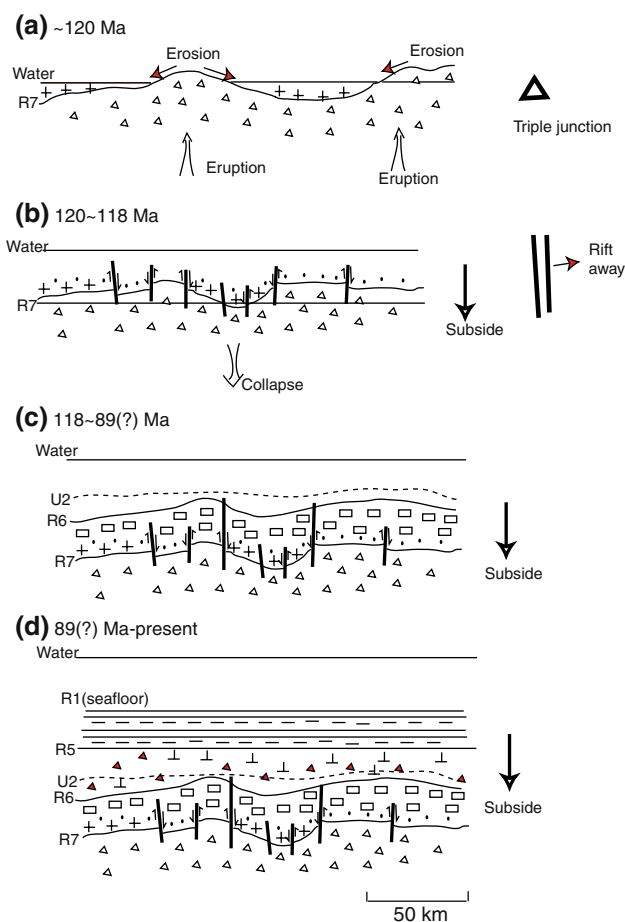 (a) ~120 Ma
Erosion
Erosion
Water
R7
Triple junction
Eruption
Eruption
(b) 120~118 Ma
Water
Rift
away
R7
Subside
Collapse
(c) 118~89(?) Ma
Water
U2
R6
R7
Subside
(d) 89(?) Ma-present
Water
R1(seafloor)
R5
U2
R6
Subside
R7
50 km